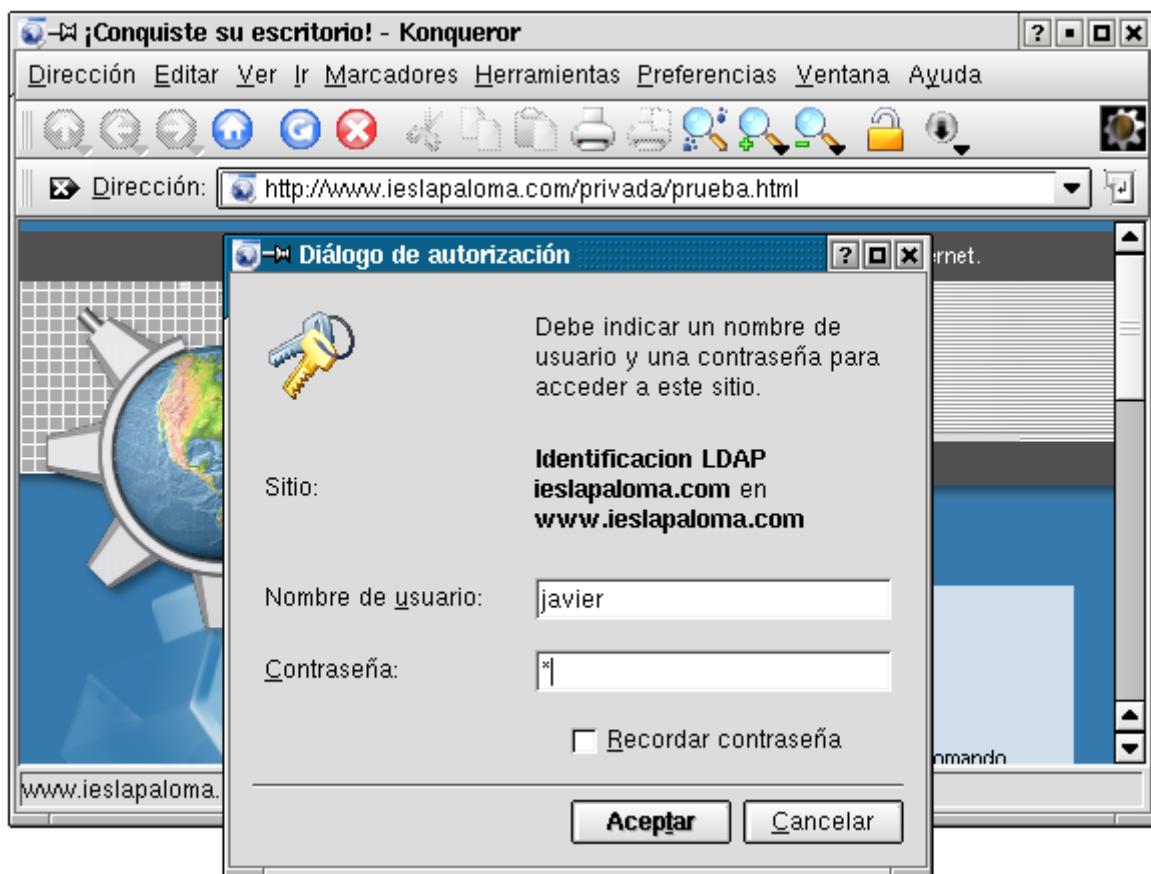 ¡Conquiste su escritorio! - Konqueror
Dirección Editar Ver Ir Marcadores Herramientas Preferencias Ventana Ayuda
Dirección: http://www.ieslapaloma.com/privada/prueba.html
Diálogo de autorización
ernet.
Debe indicar un nombre de
usuario y una contraseña para
acceder a este sitio.
Identificacion LDAP
Sitio: ieslapaloma.com en
www.ieslapaloma.com
Nombre de usuario: javier
Contraseña: *
Recordar contraseña
omando
www.ieslapaloma.
Aceptar Cancelar